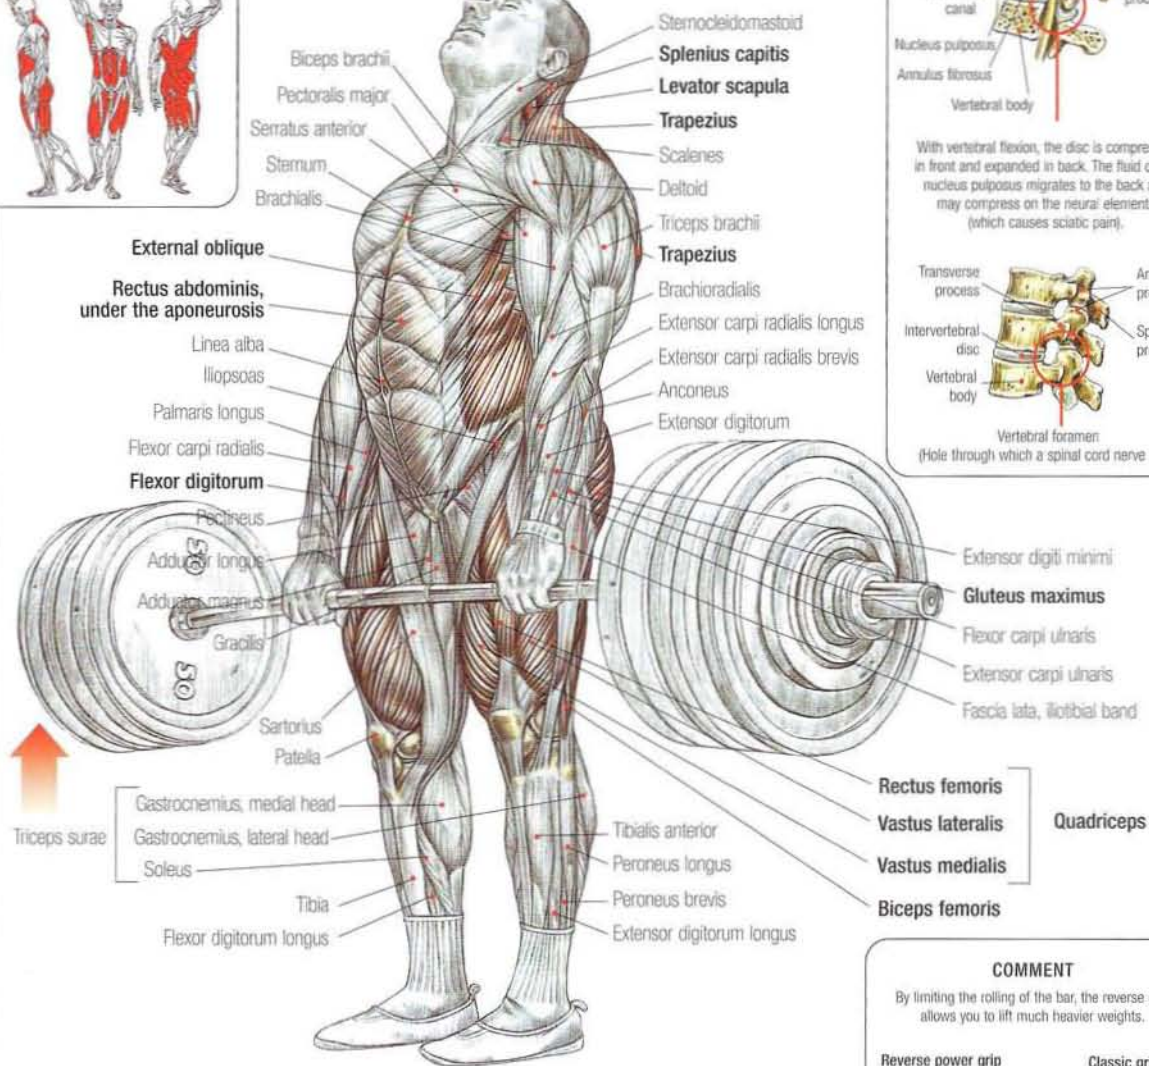 Biceps brachii
Pectoralis major
Serratus anterior
Sternum
Brachialis
External oblique
Rectus abdominis,
under the aponeurosis
Linea alba
Iliopsoas
Palmaris longus
Flexor carpi radialis
Flexor digitorum
Pectineus
Adductor longus
Adductor magnus
Gracilis
50
50
Sartorius
Patella
Triceps surae
Gastrocnemius, medial head
Gastrocnemius, lateral head
Soleus
Tibia
Flexor digitorum longus
Sternocleidomastoid
Splenius capitis
Levator scapula
Trapezius
Scalenes
Deltoid
Triceps brachii
Trapezius
Brachioradialis
Extensor carpi radialis longus
Extensor carpi radialis brevis
Anconeus
Extensor digitorum
Extensor digiti minimi
Gluteus maximus
Flexor carpi ulnaris
Extensor carpi ulnaris
Fascia lata, iliotibial band
Rectus femoris
Vastus lateralis
Vastus medialis
Quadriceps
Biceps femoris
Tibialis anterior
Peroneus longus
Peroneus brevis
Extensor digitorum longus
canal
Nucleus pulposus
Annulus fibrosus
Vertebral body
With vertebral flexion, the disc is compre
in front and expanded in back. The fluid
nucleus pulposus migrates to the back
may compress on the neural element
(which causes sciatic pain).
Transverse
process
Intervertebral
disc
Vertebral
body
Vertebral foramen
(Hole through which a spinal cord nerve
COMMENT
By limiting the rolling of the bar, the reverse
allows you to lift much heavier weights.
Reverse power grip
Classic gr